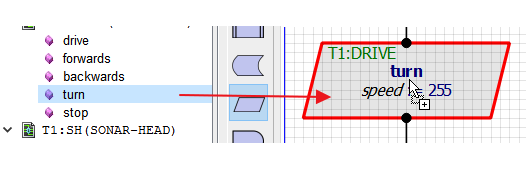 drive
forwards
backwards
turn
stop
T1:SH(SONAR-HEAD)
T1:DRIVE
turn
speed = 255